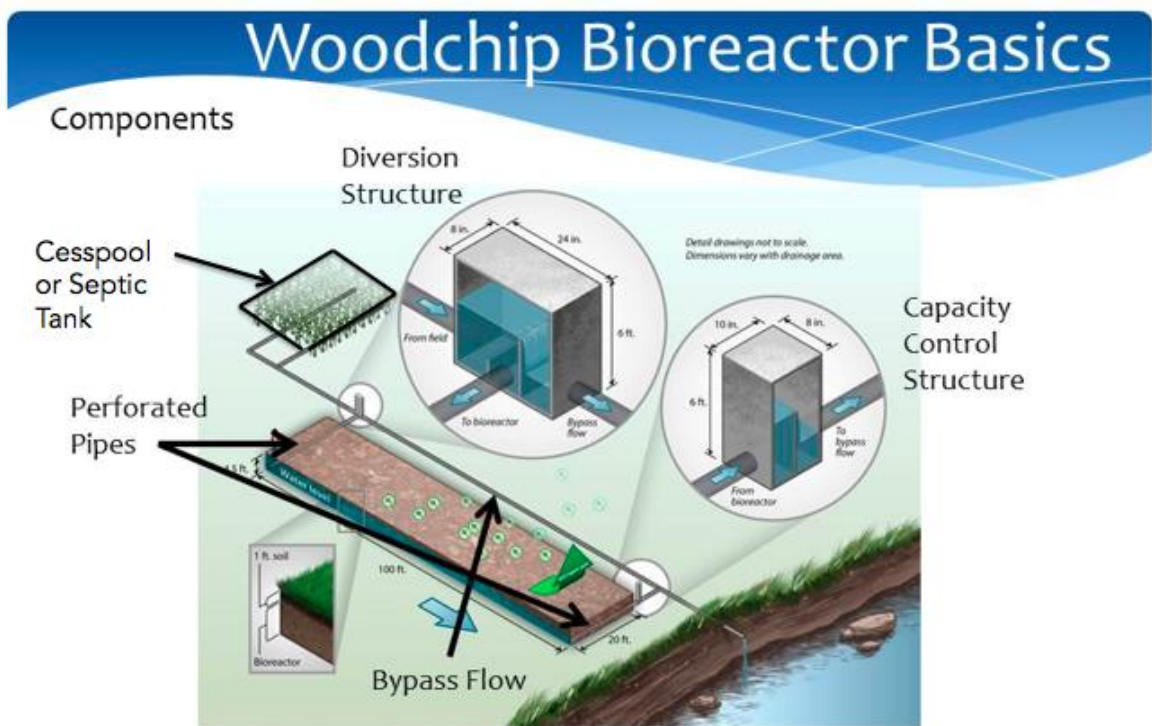 Woodchip Bioreactor Basics
Components
Diversion
Structure
Cesspool
or Septic
Tank
8 in.
24 in.
6 ft.
From field
To bioreactor
Bypass
flow
Detail drawings not to scale.
Dimensions vary with drainage area.
Capacity
Control
Structure
10 in.
8 in.
6 ft.
To
bypass
flow
From
bioreactor
Perforated
Pipes
Water level
100 ft.
20 ft.
1 ft. soil
Bioreactor
Bypass Flow